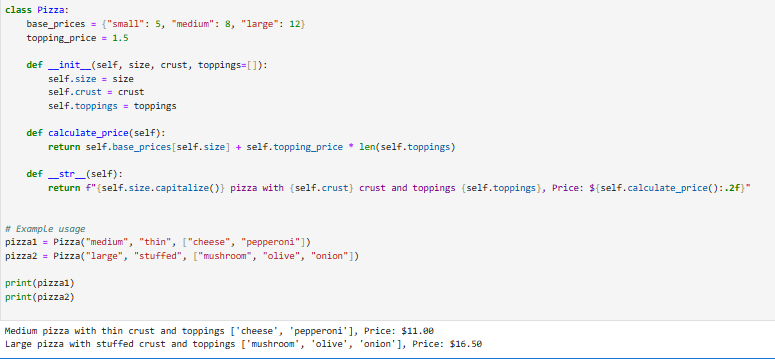 class Pizza:
    base_prices = {"small": 5, "medium": 8, "large": 12}
    topping_price = 1.5

    def __init__(self, size, crust, toppings=[]):
        self.size = size
        self.crust = crust
        self.toppings = toppings

    def calculate_price(self):
        return self.base_prices[self.size] + self.topping_price * len(self.toppings)

    def __str__(self):
        return f"{self.size.capitalize()} pizza with {self.crust} crust and toppings {self.toppings}, Price: ${self.calculate_price():.2f}"


# Example usage
pizza1 = Pizza("medium", "thin", ["cheese", "pepperoni"])
pizza2 = Pizza("large", "stuffed", ["mushroom", "olive", "onion"])

print(pizza1)
print(pizza2)

Medium pizza with thin crust and toppings ['cheese', 'pepperoni'], Price: $11.00
Large pizza with stuffed crust and toppings ['mushroom', 'olive', 'onion'], Price: $16.50